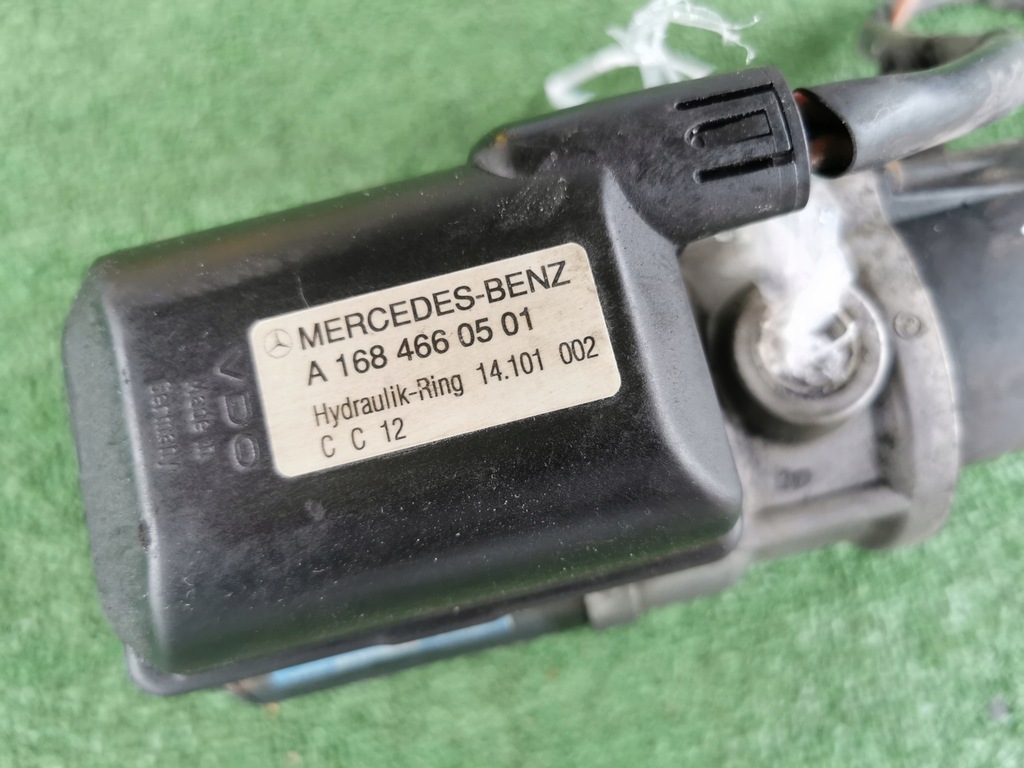 MERCEDES-BENZ
A 168 466 05 01
Hydraulik-Ring 14.101 002
C C 12
VDO
Made in
Germany